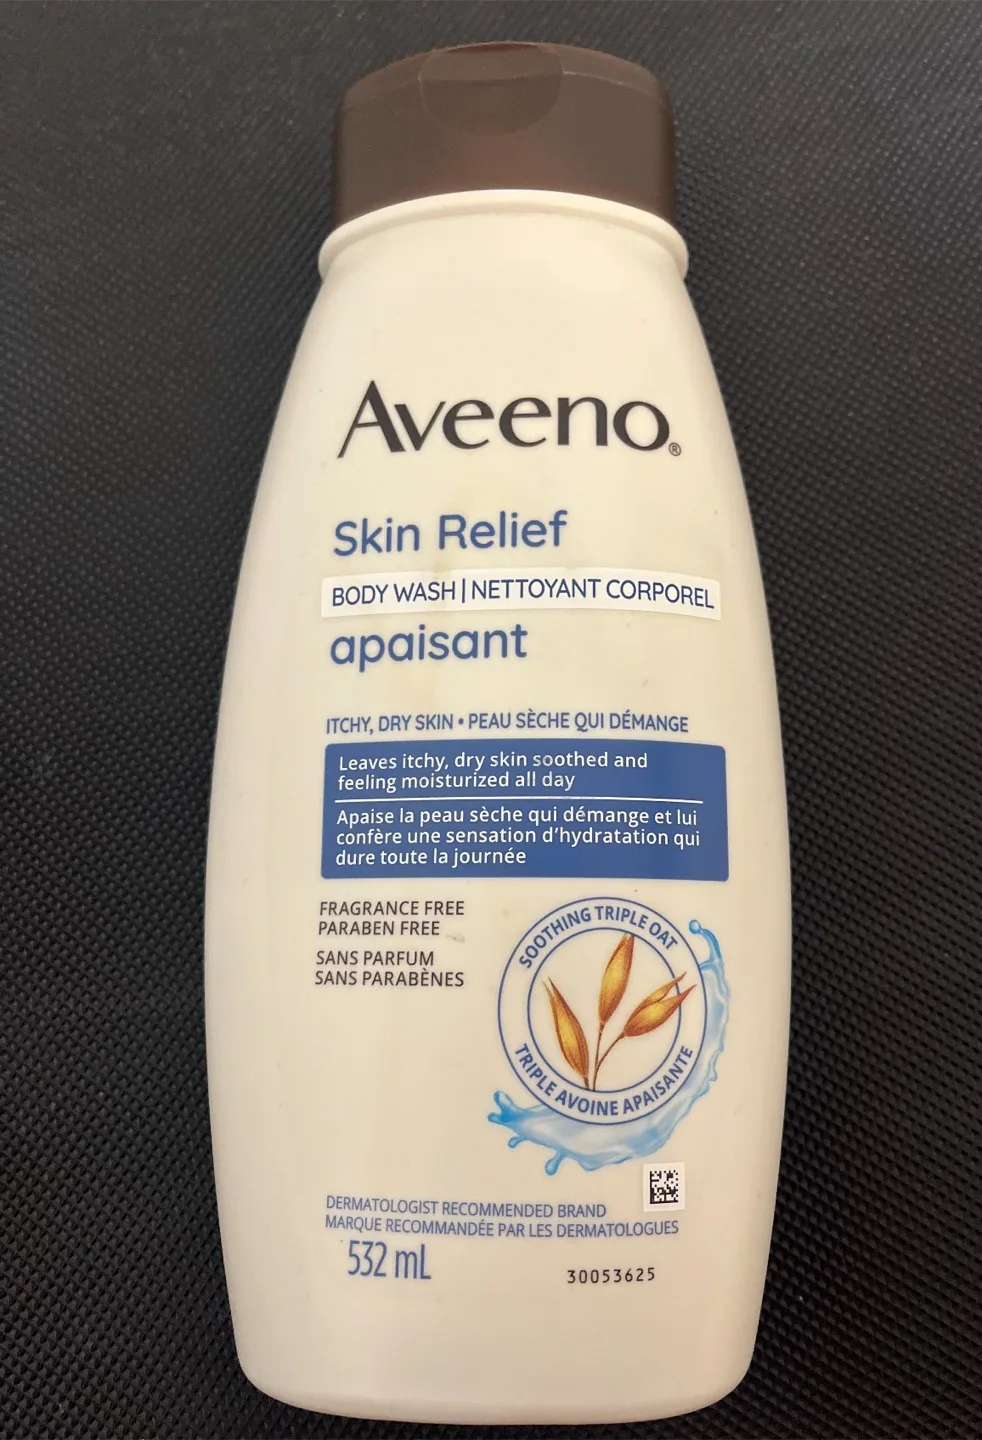 Aveeno®
Skin Relief
BODY WASH | NETTOYANT CORPOREL
apaisant
ITCHY, DRY SKIN • PEAU SÈCHE QUI DÉMANGE
Leaves itchy, dry skin soothed and
feeling moisturized all day
Apaise la peau sèche qui démange et lui
confère une sensation d'hydratation qui
dure toute la journée
FRAGRANCE FREE
PARABEN FREE
SANS PARFUM
SANS PARABÈNES
SOOTHING TRIPLE OAT
TRIPLE AVOINE APAISANTE
DERMATOLOGIST RECOMMENDED BRAND
MARQUE RECOMMANDÉE PAR LES DERMATOLOGUES
532 mL
30053625